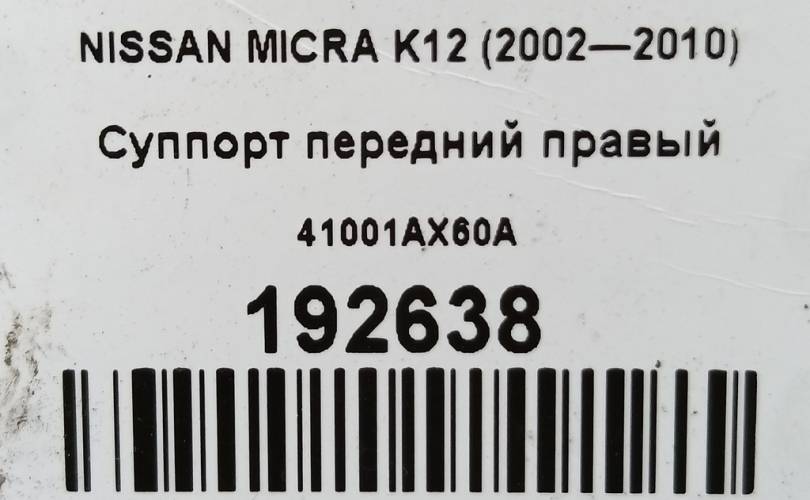 NISSAN MICRA K12 (2002—2010)
Суппорт передний правый
41001AX60A
192638